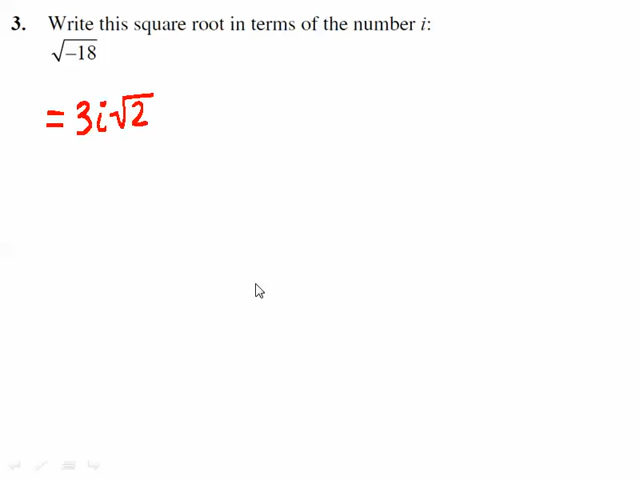 3. Write this square root in terms of the number i:
√–18
= 3i√2